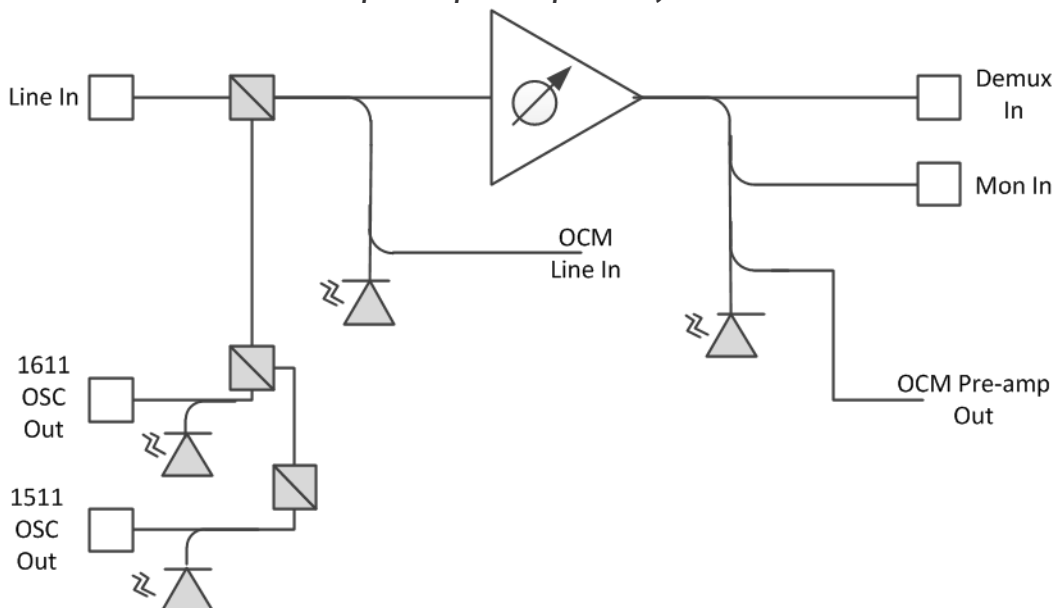 Line In
Demux
In
Mon In
OCM
Line In
1611
OSC
Out
OCM Pre-amp
Out
1511
OSC
Out